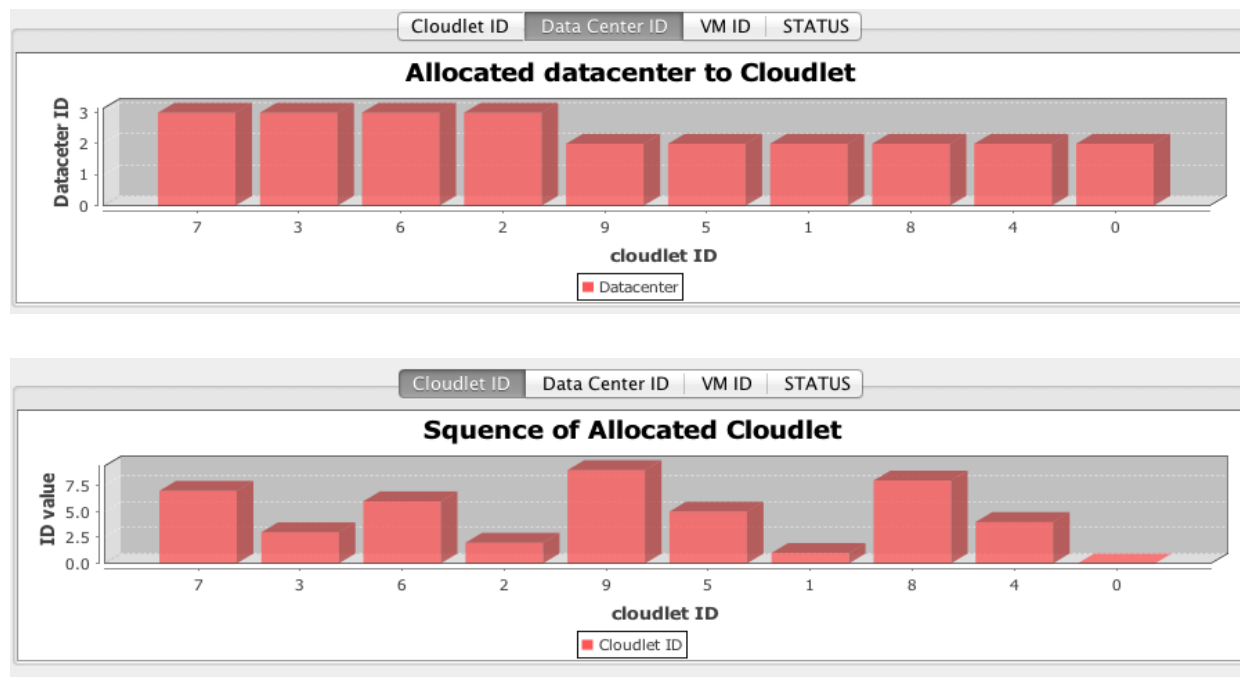 Cloudlet ID Data Center ID VM ID STATUS
Allocated datacenter to Cloudlet
Dataceter ID
3
2
1
0
7 3 6 2 9 5 1 8 4 0
cloudlet ID
Datacenter
Cloudlet ID Data Center ID VM ID STATUS
Squence of Allocated Cloudlet
ID value
7.5
5.0
2.5
0.0
7 3 6 2 9 5 1 8 4 0
cloudlet ID
Cloudlet ID